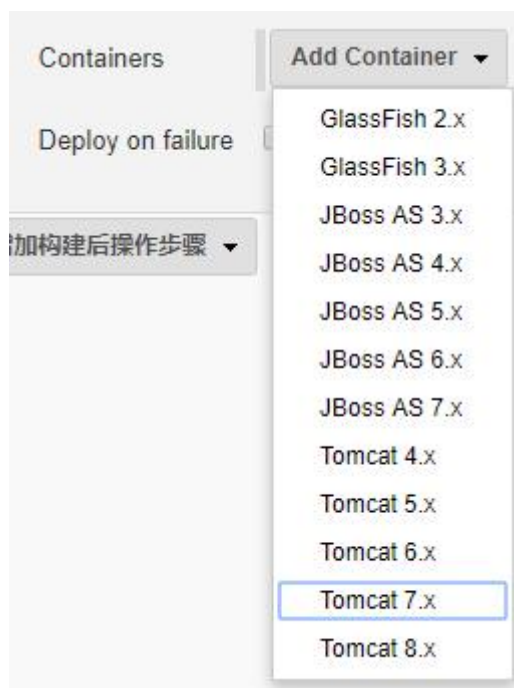 Containers
Add Container
Deploy on failure
GlassFish 2.x
GlassFish 3.x
JBoss AS 3.x
加构建后操作步骤
JBoss AS 4.x
JBoss AS 5.x
JBoss AS 6.x
JBoss AS 7.x
Tomcat 4.x
Tomcat 5.x
Tomcat 6.x
Tomcat 7.x
Tomcat 8.x